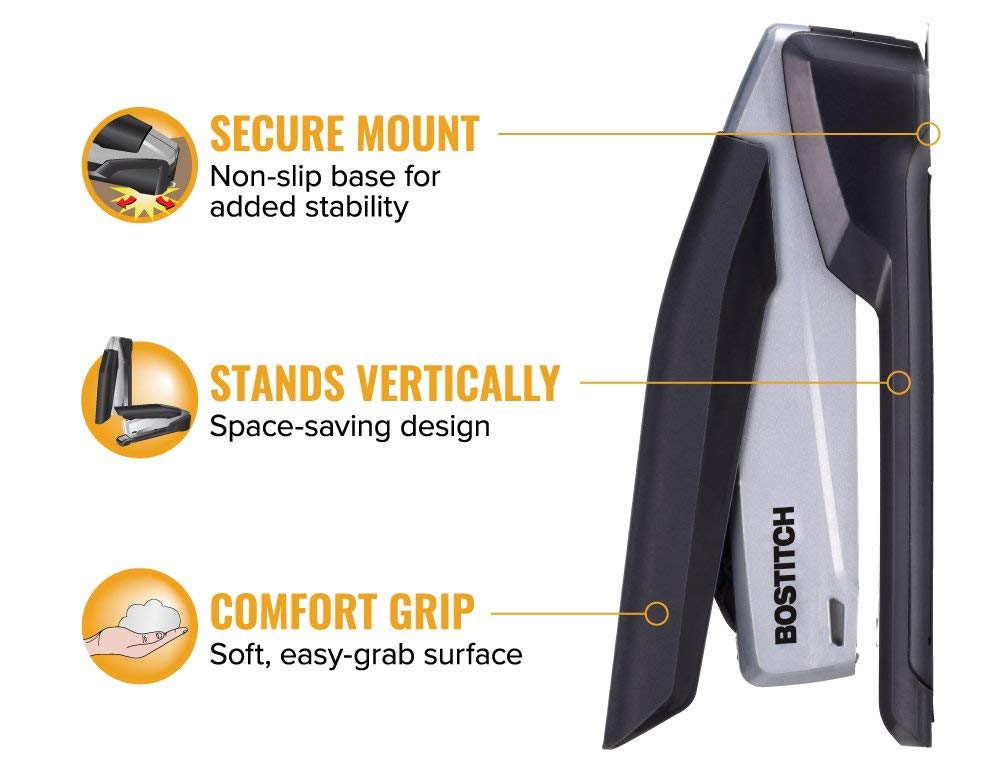 SECURE MOUNT
Non-slip base for
added stability
STANDS VERTICALLY
Space-saving design
COMFORT GRIP
Soft, easy-grab surface
BOSTITCH